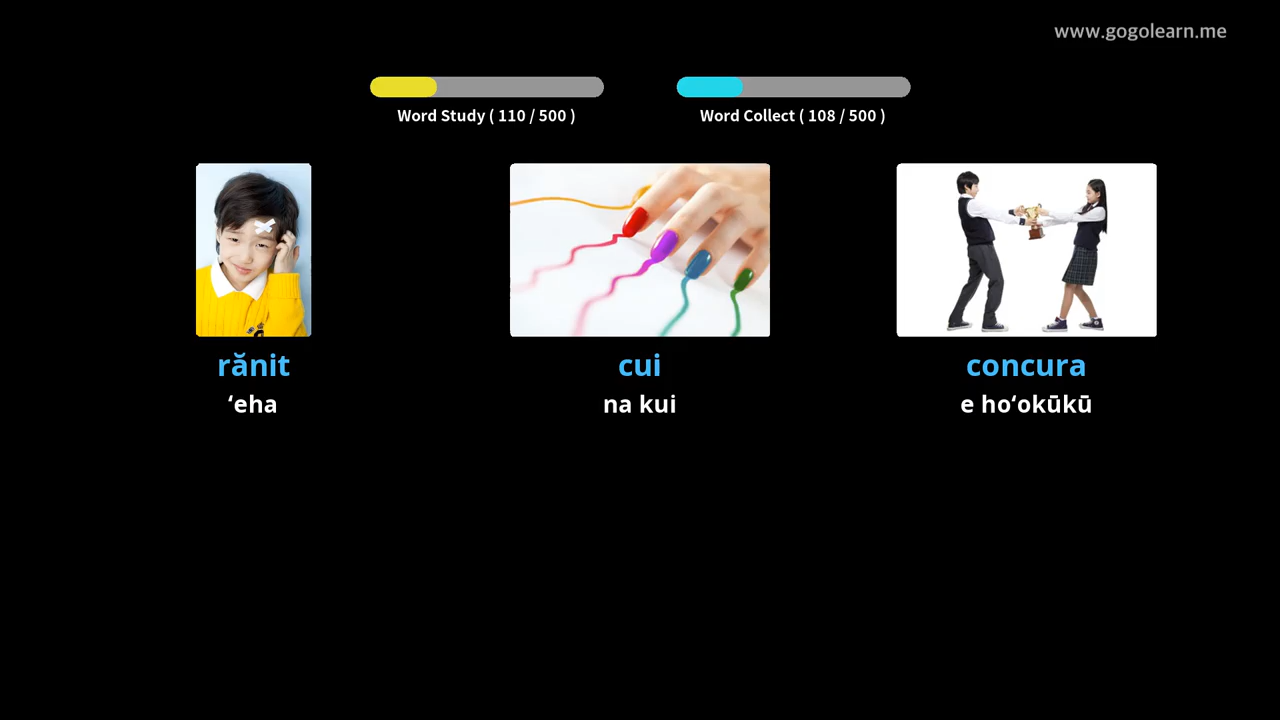 www.gogolearn.me
Word Study ( 110 / 500 )
Word Collect ( 108 / 500 )
rănit
cui
concura
ʻeha
na kui
e hoʻokūkū